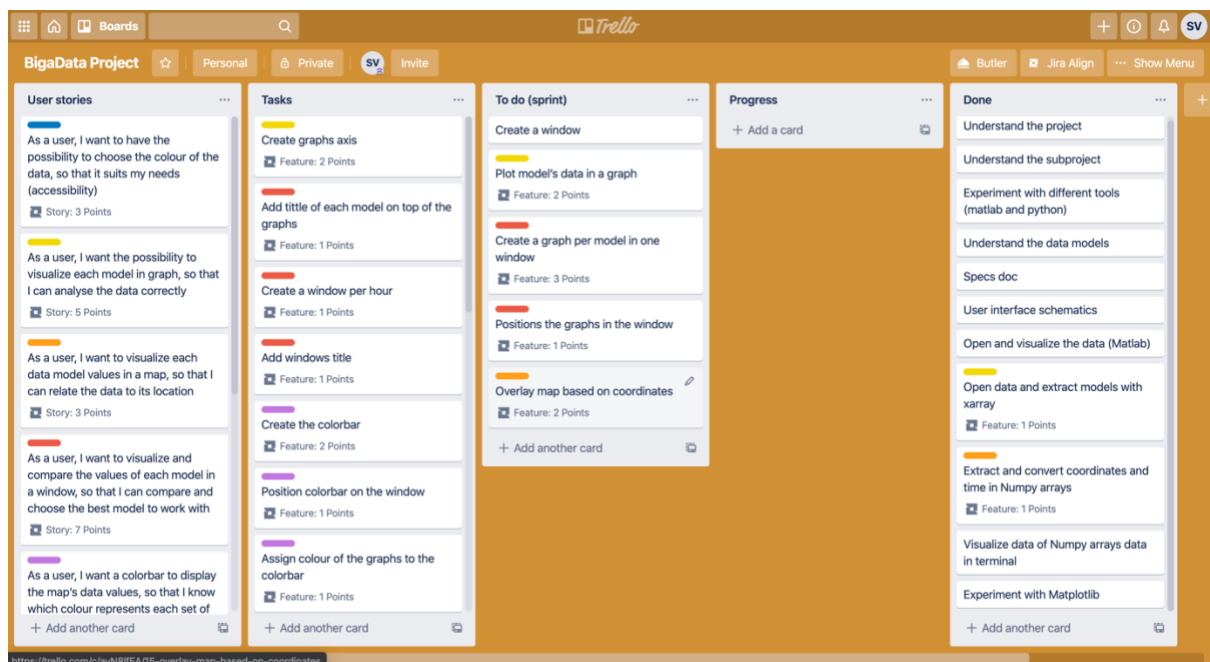 Boards
Trello
SV
BigaData Project
Personal
Private
SV
Invite
Butler
Jira Align
Show Menu
User stories
As a user, I want to have the
possibility to choose the colour of the
data, so that it suits my needs
(accessibility)
Story: 3 Points
As a user, I want the possibility to
visualize each model in graph, so that
I can analyse the data correctly
Story: 5 Points
As a user, I want to visualize each
data model values in a map, so that I
can relate the data to its location
Story: 3 Points
As a user, I want to visualize and
compare the values of each model in
a window, so that I can compare and
choose the best model to work with
Story: 7 Points
As a user, I want a colorbar to display
the map's data values, so that I know
which colour represents each set of
+ Add another card
Tasks
Create graphs axis
Feature: 2 Points
Add tittle of each model on top of the
graphs
Feature: 1 Points
Create a window per hour
Feature: 1 Points
Add windows title
Feature: 1 Points
Create the colorbar
Feature: 2 Points
Position colorbar on the window
Feature: 1 Points
Assign colour of the graphs to the
colorbar
Feature: 1 Points
+ Add another card
To do (sprint)
Create a window
Plot model's data in a graph
Feature: 2 Points
Create a graph per model in one
window
Feature: 3 Points
Positions the graphs in the window
Feature: 1 Points
Overlay map based on coordinates
Feature: 2 Points
+ Add another card
Progress
+ Add a card
Done
Understand the project
Understand the subproject
Experiment with different tools
(matlab and python)
Understand the data models
Specs doc
User interface schematics
Open and visualize the data (Matlab)
Open data and extract models with
xarray
Feature: 1 Points
Extract and convert coordinates and
time in Numpy arrays
Feature: 1 Points
Visualize data of Numpy arrays data
in terminal
Experiment with Matplotlib
+ Add another card